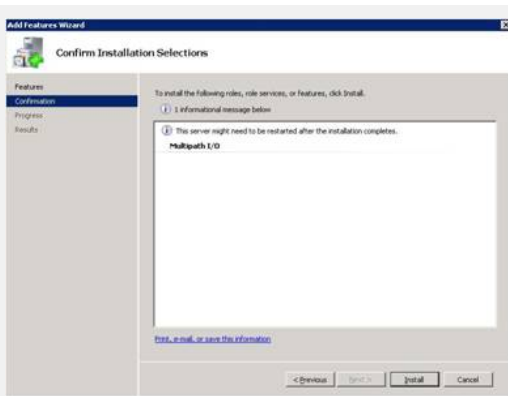 Add Features Wizard
Confirm Installation Selections
Features
Confirmation
Progress
Results
To install the following roles, role services, or features, click Install.
1 informational message below
This server might need to be restarted after the installation completes.
Multipath I/O
Print, e-mail, or save this information
< Previous
Next >
Install
Cancel